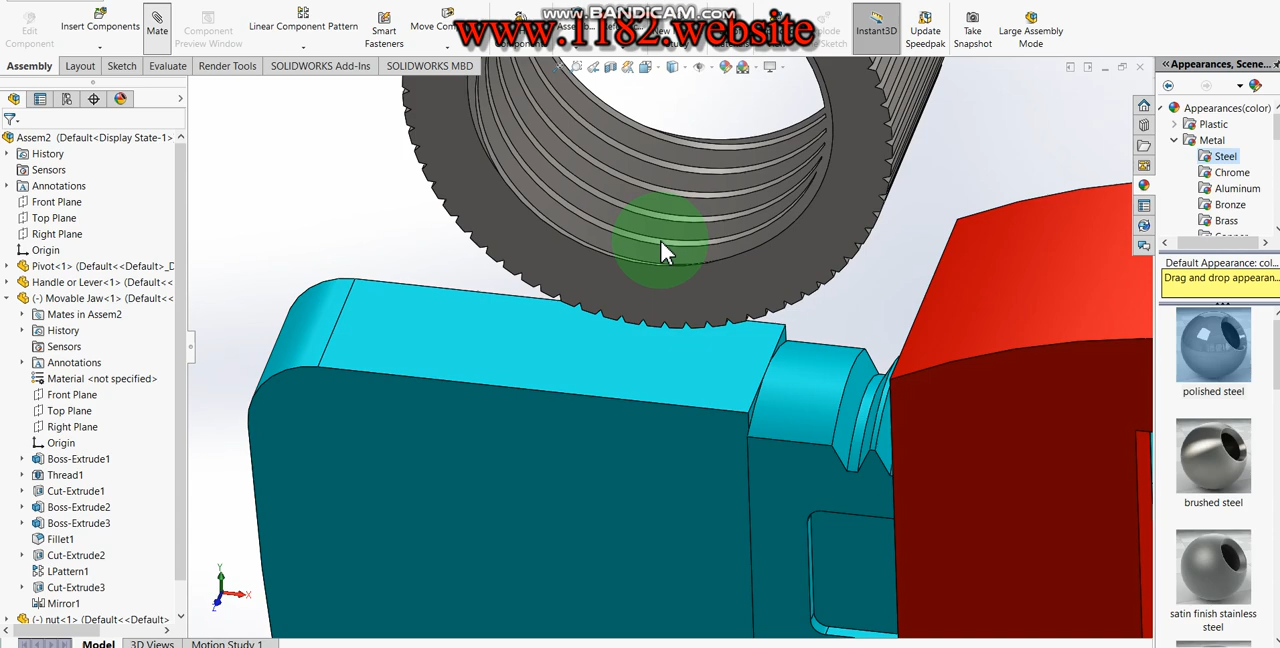 www.BANDICAM.com
www.1182.website
Edit
Component
Insert Components
Mate
Component
Preview Window
Linear Component Pattern
Smart
Fasteners
Move Com
Instant3D
Update
Speedpak
Take
Snapshot
Large Assembly
Mode
Assembly
Layout
Sketch
Evaluate
Render Tools
SOLIDWORKS Add-Ins
SOLIDWORKS MBD
Assem2 (Default<Display State-1>
History
Sensors
Annotations
Front Plane
Top Plane
Right Plane
Origin
Pivot<1> (Default<<Default>_D
Handle or Lever<1> (Default<
(-) Movable Jaw<1> (Default<
Mates in Assem2
History
Sensors
Annotations
Material <not specified>
Front Plane
Top Plane
Right Plane
Origin
Boss-Extrude1
Thread1
Cut-Extrude1
Boss-Extrude2
Boss-Extrude3
Fillet1
Cut-Extrude2
LPattern1
Cut-Extrude3
Mirror1
(-) nut<1> (Default<<Default>
Model
3D Views
Motion Study 1
Y
X
Z
Appearances, Scene...
Appearances(color)
Plastic
Metal
Steel
Chrome
Aluminum
Bronze
Brass
Default Appearance: col...
Drag and drop appearan...
polished steel
brushed steel
satin finish stainless
steel